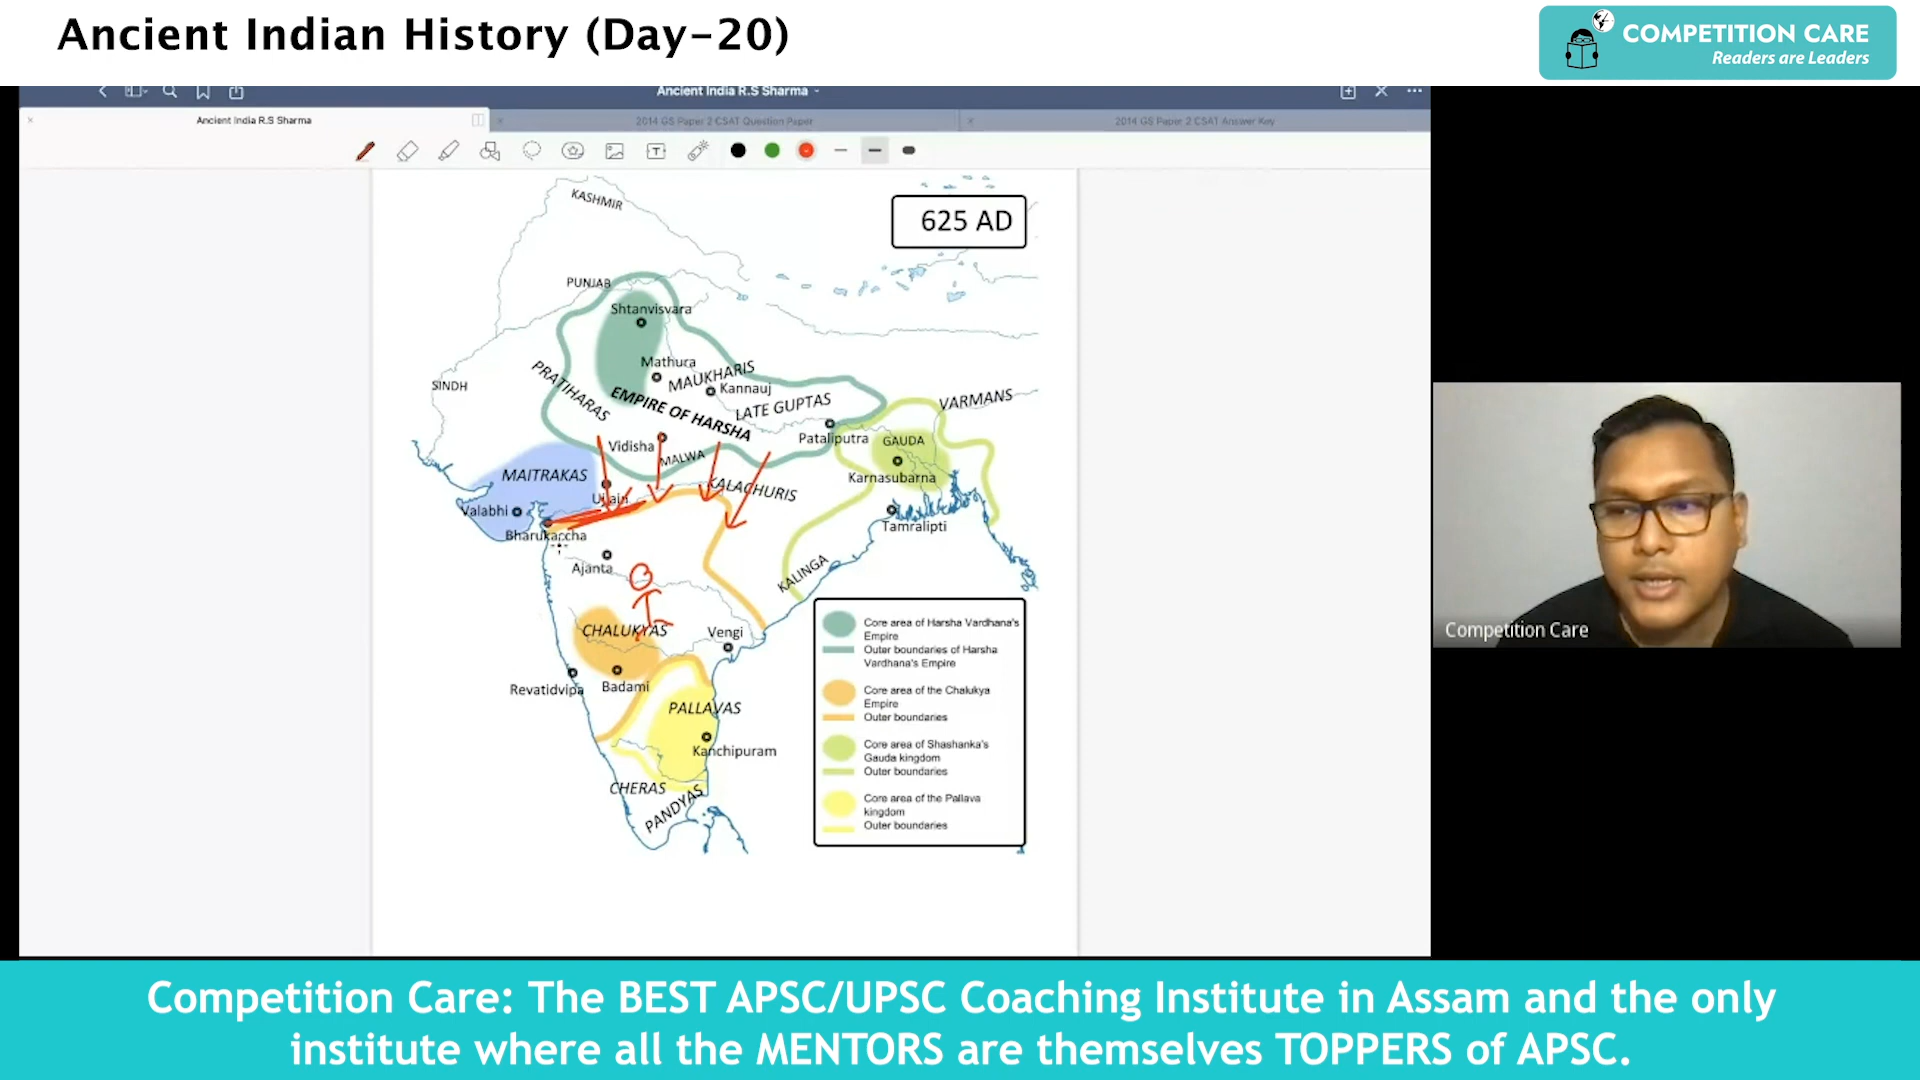 Ancient Indian History (Day-20)
COMPETITION CARE
Readers are Leaders
Ancient India R.S Sharma
Ancient India R.S Sharma
2014 GS Paper 2 CSAT Question Paper
2014 GS Paper 2 CSAT Answer Key
T
KASHMIR
625 AD
PUNJAB
Shtanvisvara
Mathura
MAUKHARIS
Kannauj
SINDH
PRATIHARAS
EMPIRE OF HARSHA
LATE GUPTAS
VARMANS
Pataliputra
GAUDA
Vidisha
MALWA
MAITRAKAS
KALACHURIS
Karnasubarna
Ujjain
Valabhi
Bharukaccha
Tamralipti
Ajanta
KALINGA
CHALUKYAS
Vengi
Revatidvipa
Badami
PALLAVAS
Kanchipuram
CHERAS
PANDYAS
Core area of Harsha Vardhana's
Empire
Outer boundaries of Harsha
Vardhana's Empire
Core area of the Chalukya
Empire
Outer boundaries
Core area of Shashanka's
Gauda kingdom
Outer boundaries
Core area of the Pallava
kingdom
Outer boundaries
Competition Care
Competition Care: The BEST APSC/UPSC Coaching Institute in Assam and the only
institute where all the MENTORS are themselves TOPPERS of APSC.